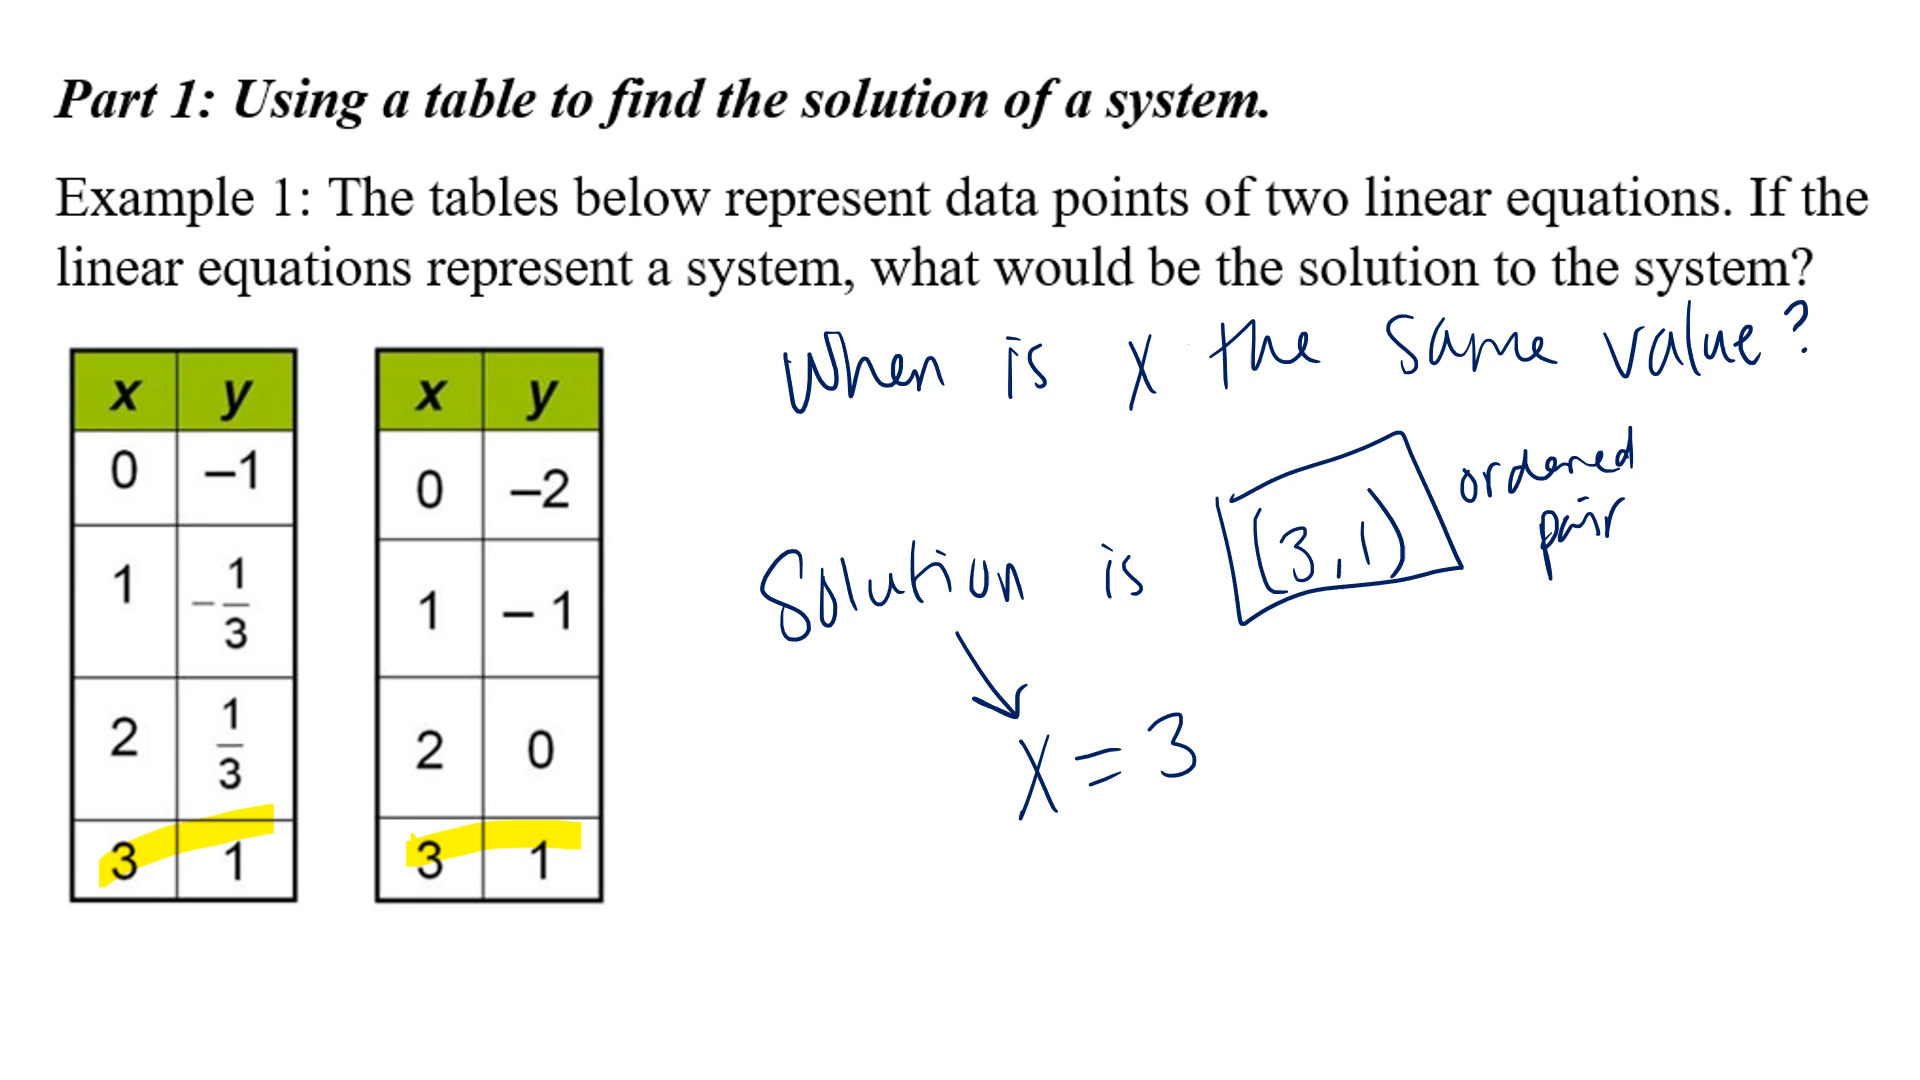 Part 1: Using a table to find the solution of a system.
Example 1: The tables below represent data points of two linear equations. If the
linear equations represent a system, what would be the solution to the system?
When is x the same value?
x y
0 –1
1 -1/3
2 1/3
3 1
x y
0 –2
1 – 1
2 0
3 1
Solution is (3,1) ordered
pair
x = 3